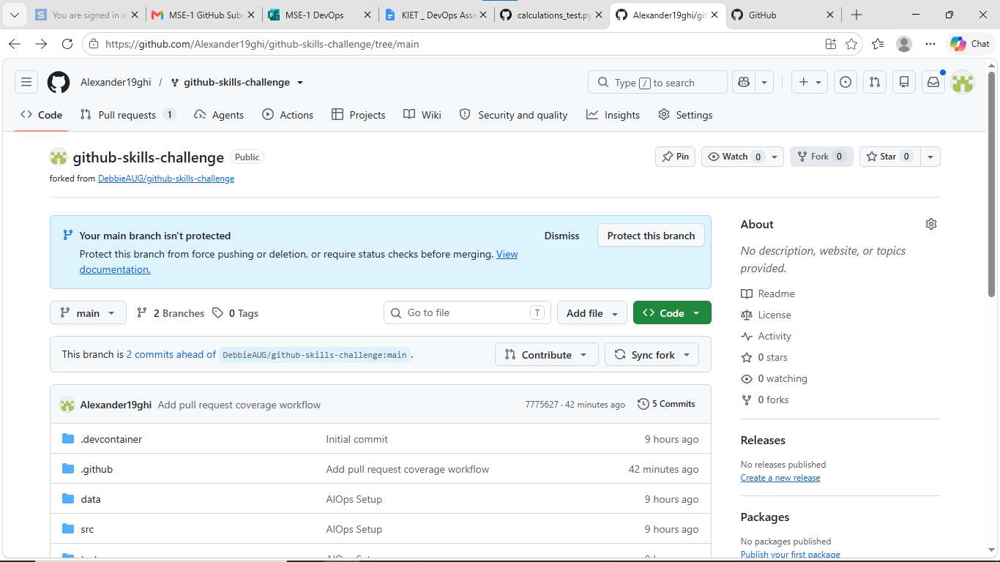 You are signed in a
MSE-1 GitHub Subm
MSE-1 DevOps
KIET _ DevOps Asse
calculations_test.py
Alexander19ghi/git
GitHub
https://github.com/Alexander19ghi/github-skills-challenge/tree/main
Chat
Alexander19ghi / github-skills-challenge
Type / to search
Code
Pull requests 1
Agents
Actions
Projects
Wiki
Security and quality
Insights
Settings
github-skills-challenge Public
Pin
Watch 0
Fork 0
Star 0
forked from DebbieAUG/github-skills-challenge
Your main branch isn't protected
Dismiss
Protect this branch
Protect this branch from force pushing or deletion, or require status checks before merging. View
documentation.
main
2 Branches
0 Tags
Go to file T
Add file
Code
This branch is 2 commits ahead of DebbieAUG/github-skills-challenge:main .
Contribute
Sync fork
Alexander19ghi Add pull request coverage workflow 7775627 · 42 minutes ago 5 Commits
.devcontainer Initial commit 9 hours ago
.github Add pull request coverage workflow 42 minutes ago
data AIOps Setup 9 hours ago
src AIOps Setup 9 hours ago
About
No description, website, or topics
provided.
Readme
License
Activity
0 stars
0 watching
0 forks
Releases
No releases published
Create a new release
Packages
No packages published
Publish your first package